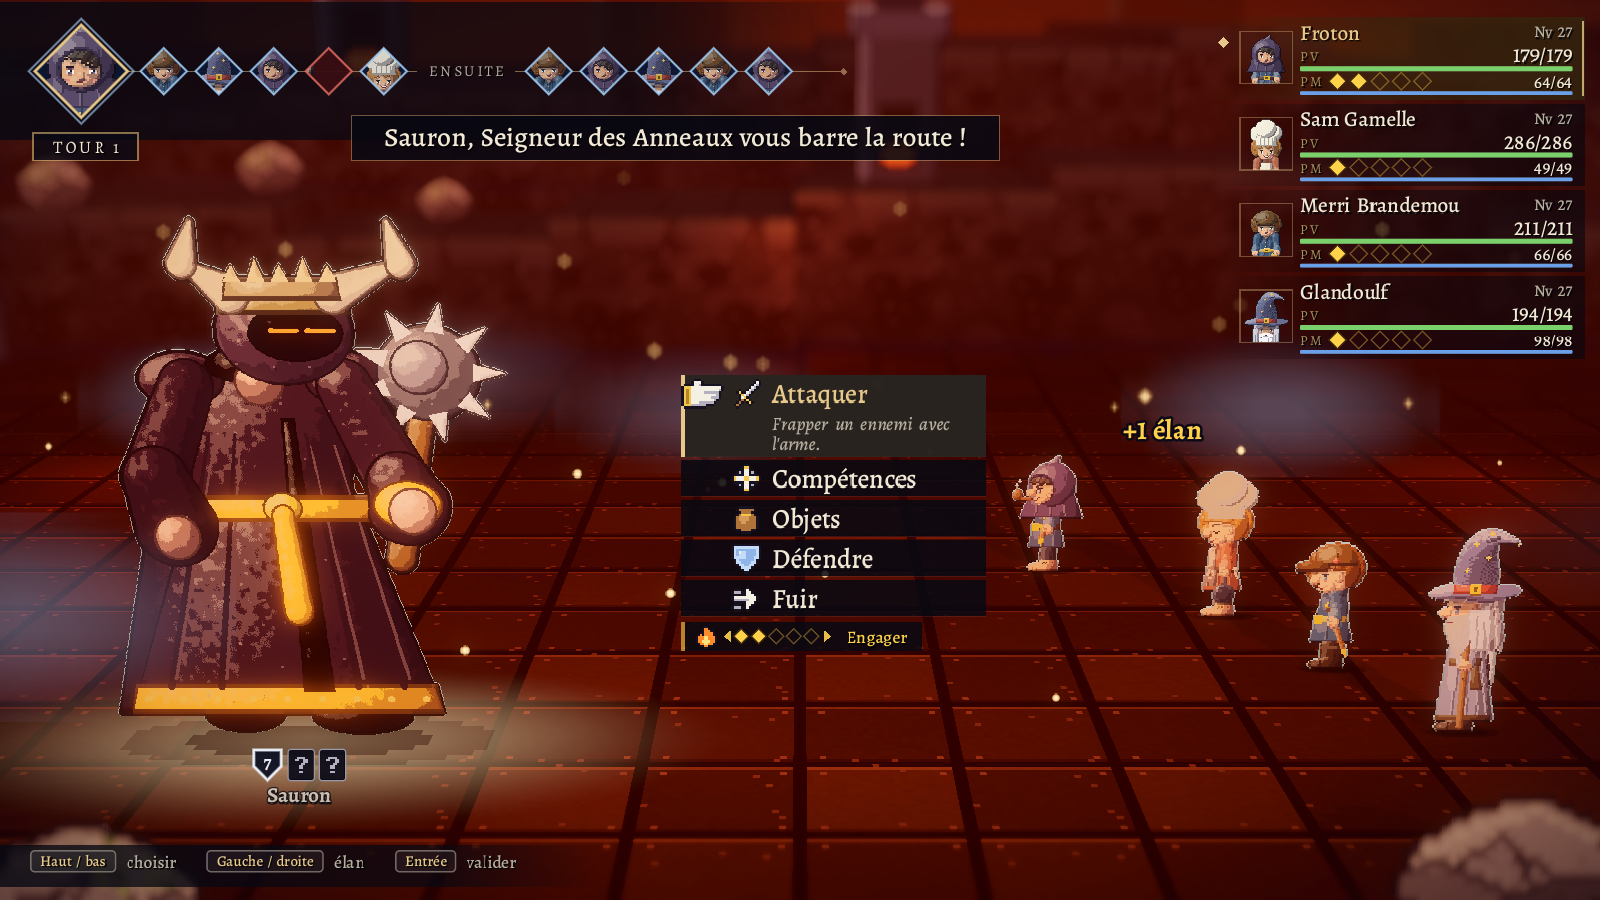 ENSUITE
TOUR 1
Sauron, Seigneur des Anneaux vous barre la route !
Froton Nv 27
PV 179/179
PM 64/64
Sam Gamelle Nv 27
PV 286/286
PM 49/49
Merri Brandemou Nv 27
PV 211/211
PM 66/66
Glandoulf Nv 27
PV 194/194
PM 98/98
Attaquer
Frapper un ennemi avec
l'arme.
Compétences
Objets
Défendre
Fuir
Engager
+1 élan
7 ? ?
Sauron
Haut / bas choisir Gauche / droite élan Entrée valider